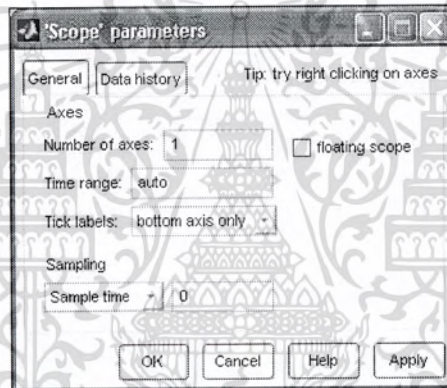 'Scope' parameters
General Data history Tip: try right clicking on axes
Axes
Number of axes: 1 floating scope
Time range: auto
Tick labels: bottom axis only
Sampling
Sample time 0
OK Cancel Help Apply